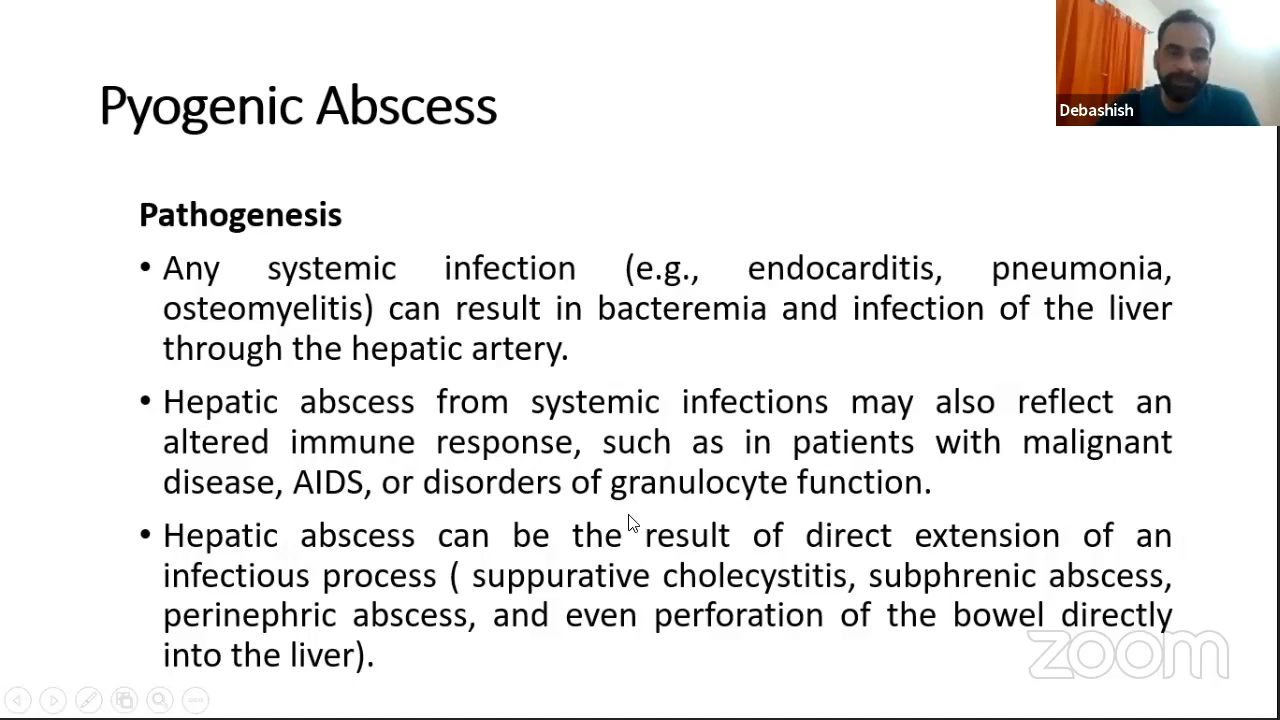 Pyogenic Abscess
Debashish
Pathogenesis
• Any systemic infection (e.g., endocarditis, pneumonia,
osteomyelitis) can result in bacteremia and infection of the liver
through the hepatic artery.
• Hepatic abscess from systemic infections may also reflect an
altered immune response, such as in patients with malignant
disease, AIDS, or disorders of granulocyte function.
• Hepatic abscess can be the result of direct extension of an
infectious process ( suppurative cholecystitis, subphrenic abscess,
perinephric abscess, and even perforation of the bowel directly
into the liver).
zoom